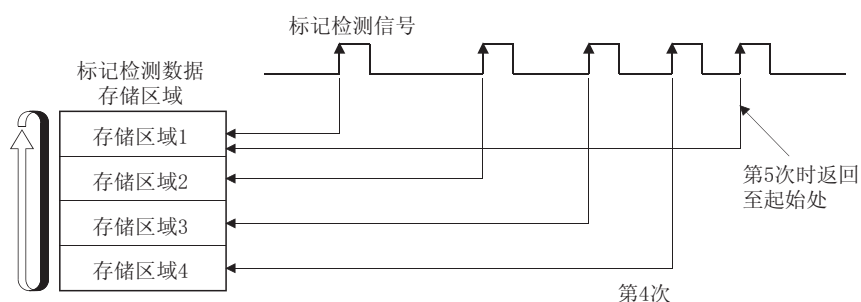 标记检测信号
标记检测数据
存储区域
存储区域1
存储区域2
存储区域3
存储区域4
第5次时返回
至起始处
第4次